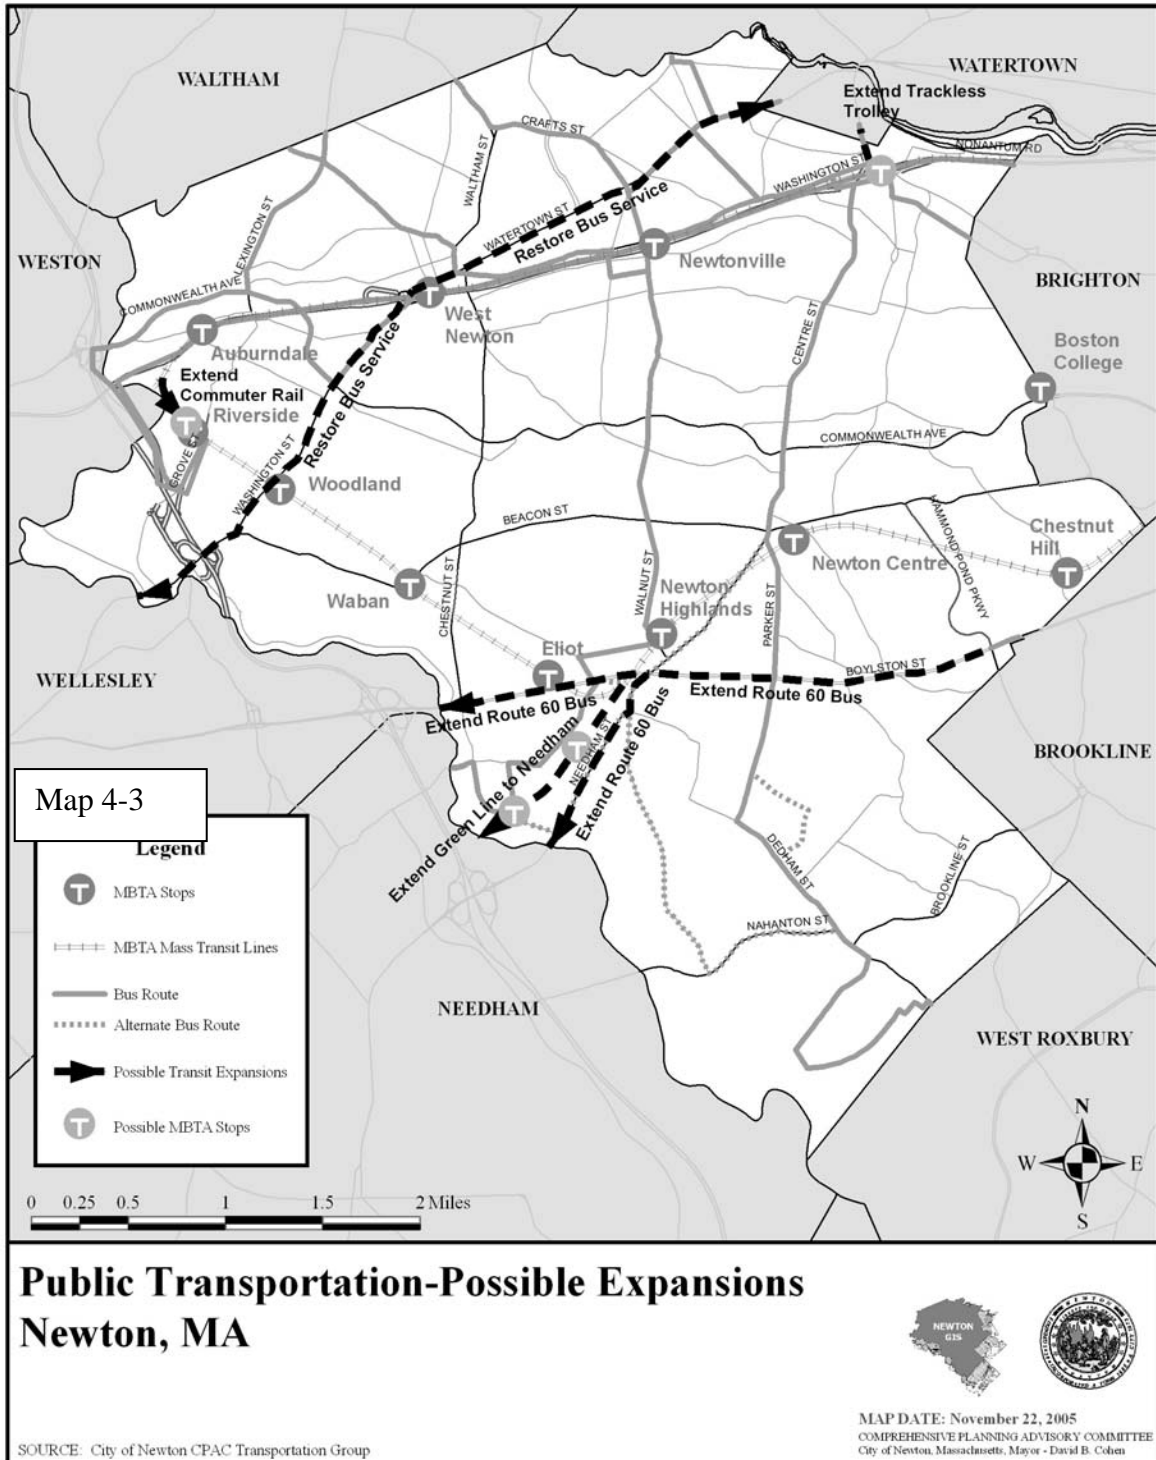 WALTHAM
WATERTOWN
Extend Trackless
Trolley
CRAFTS ST
NONANTUM RD
WALTHAM ST
WASHINGTON ST
WATERTOWN ST
Restore Bus Service
LEXINGTON ST
WESTON
Newtonville
BRIGHTON
COMMONWEALTH AVE
West
Newton
CENTRE ST
Boston
College
Auburndale
Extend
Commuter Rail
Riverside
Restore Bus Service
GROVE ST
WASHINGTON ST
COMMONWEALTH AVE
Woodland
BEACON ST
HAMMOND POND PKWY
Chestnut
Hill
Newton Centre
CHESTNUT ST
WALNUT ST
Newton
Highlands
PARKER ST
Waban
Eliot
WELLESLEY
BOYLSTON ST
Extend Route 60 Bus
Extend Route 60 Bus
NEEDHAM ST
Extend Route 60 Bus
Extend Green Line to Needham
BROOKLINE
Map 4-3
DEDHAM ST
BROOKLINE ST
NAHANTON ST
NEEDHAM
WEST ROXBURY
Legend
T MBTA Stops
MBTA Mass Transit Lines
Bus Route
Alternate Bus Route
Possible Transit Expansions
T Possible MBTA Stops
N
W E
S
0 0.25 0.5 1 1.5 2 Miles
Public Transportation-Possible Expansions
Newton, MA
NEWTON
GIS
MAP DATE: November 22, 2005
COMPREHENSIVE PLANNING ADVISORY COMMITTEE
SOURCE: City of Newton CPAC Transportation Group
City of Newton, Massachusetts, Mayor - David B. Cohen